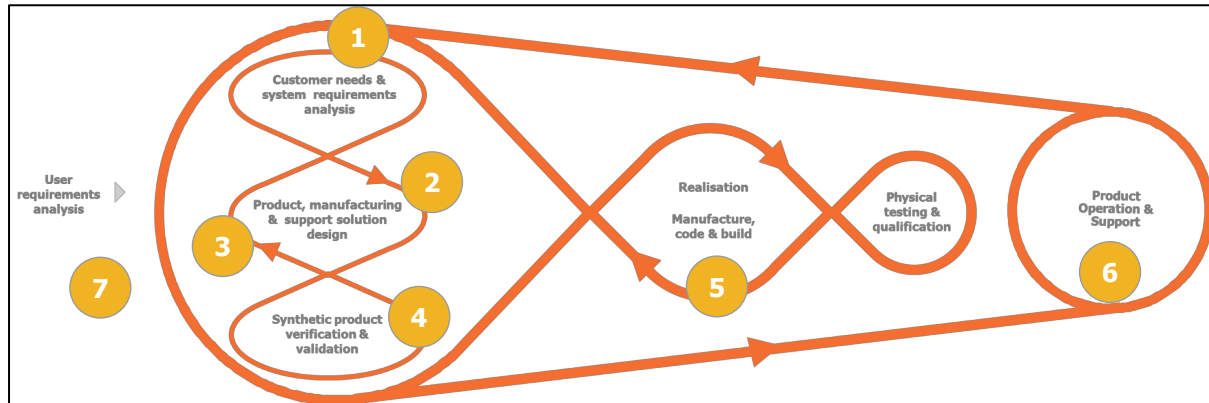 1
Customer needs &
system requirements
analysis
2
User
requirements
analysis
Product, manufacturing
& support solution
design
3
7
Synthetic product
verification &
validation
4
Realisation
Manufacture,
code & build
5
Physical
testing &
qualification
Product
Operation &
Support
6